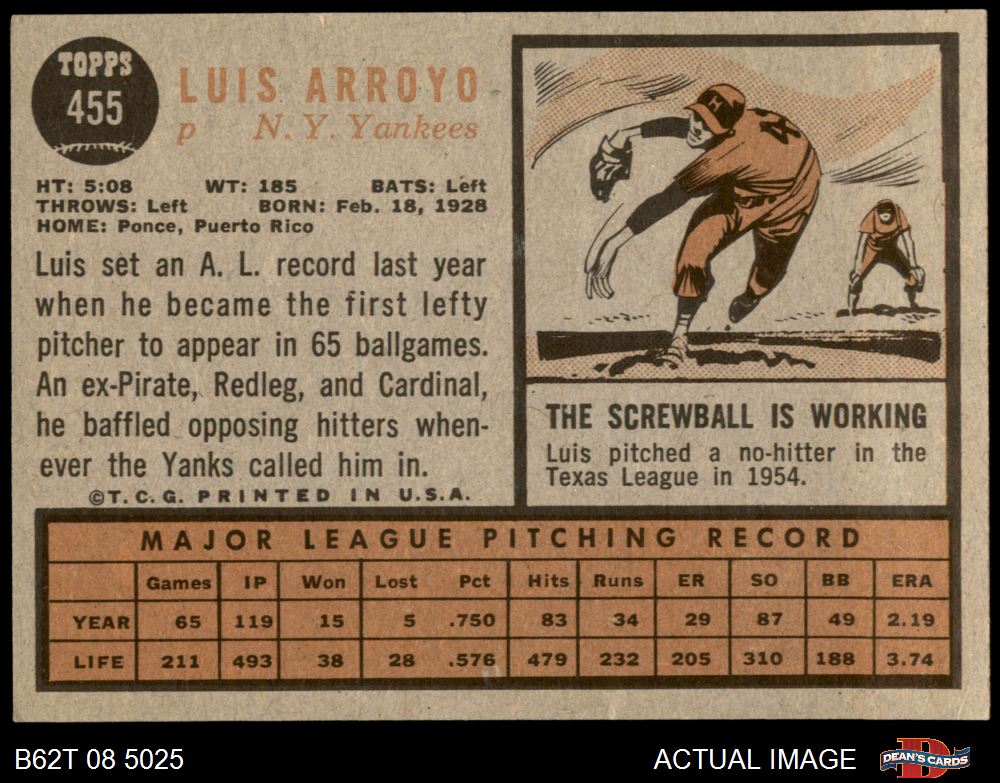 TOPPS
455
LUIS ARROYO
p N. Y. Yankees
HT: 5:08 WT: 185 BATS: Left
THROWS: Left BORN: Feb. 18, 1928
HOME: Ponce, Puerto Rico
Luis set an A. L. record last year
when he became the first lefty
pitcher to appear in 65 ballgames.
An ex-Pirate, Redleg, and Cardinal,
he baffled opposing hitters when-
ever the Yanks called him in.
©T. C. G. PRINTED IN U.S.A.
H
4
THE SCREWBALL IS WORKING
Luis pitched a no-hitter in the
Texas League in 1954.
MAJOR LEAGUE PITCHING RECORD
Games IP Won Lost Pct Hits Runs ER SO BB ERA
YEAR 65 119 15 5 .750 83 34 29 87 49 2.19
LIFE 211 493 38 28 .576 479 232 205 310 188 3.74
B62T 08 5025 ACTUAL IMAGE DEAN'S CARDS